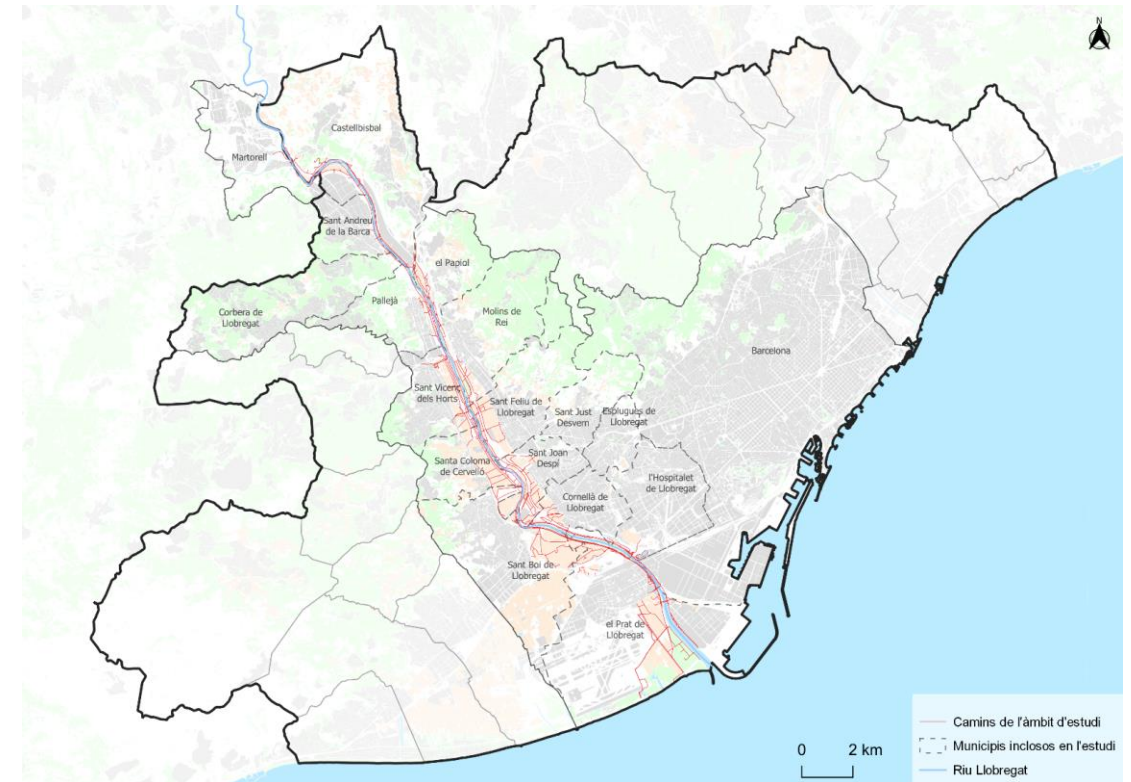 N
Castellbisbal
Martorell
Sant Andreu
de la Barca
el Papiol
Pallejà
Corbera de
Llobregat
Molins de
Rei
Barcelona
Sant Vicenç
dels Horts
Sant Feliu de
Llobregat
Sant Just
Desvern
Esplugues de
Llobregat
Santa Coloma
de Cervelló
Sant Joan
Despí
l'Hospitalet
de Llobregat
Cornellà de
Llobregat
Sant Boi de
Llobregat
el Prat de
Llobregat
0 2 km
Camins de l'àmbit d'estudi
Municipis inclosos en l'estudi
Riu Llobregat